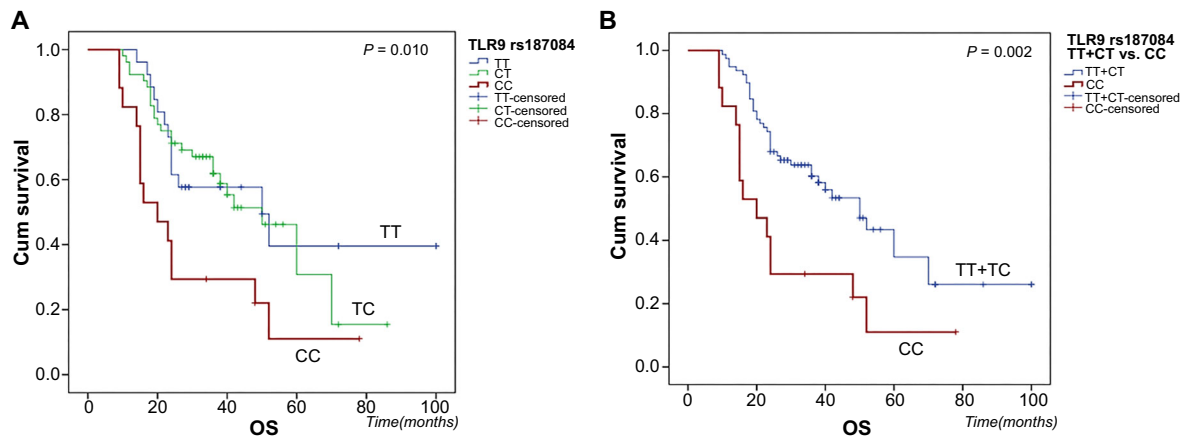 A
P = 0.010
TLR9 rs187084
TT
CT
CC
TT-censored
CT-censored
CC-censored
Cum survival
1.0
0.8
0.6
0.4
0.2
0.0
TT
TC
CC
0 20 40 60 80 100
OS
Time(months)
B
P = 0.002
TLR9 rs187084
TT+CT vs. CC
TT+CT
CC
TT+CT-censored
CC-censored
Cum survival
1.0
0.8
0.6
0.4
0.2
0.0
TT+TC
CC
0 20 40 60 80 100
OS
Time(months)